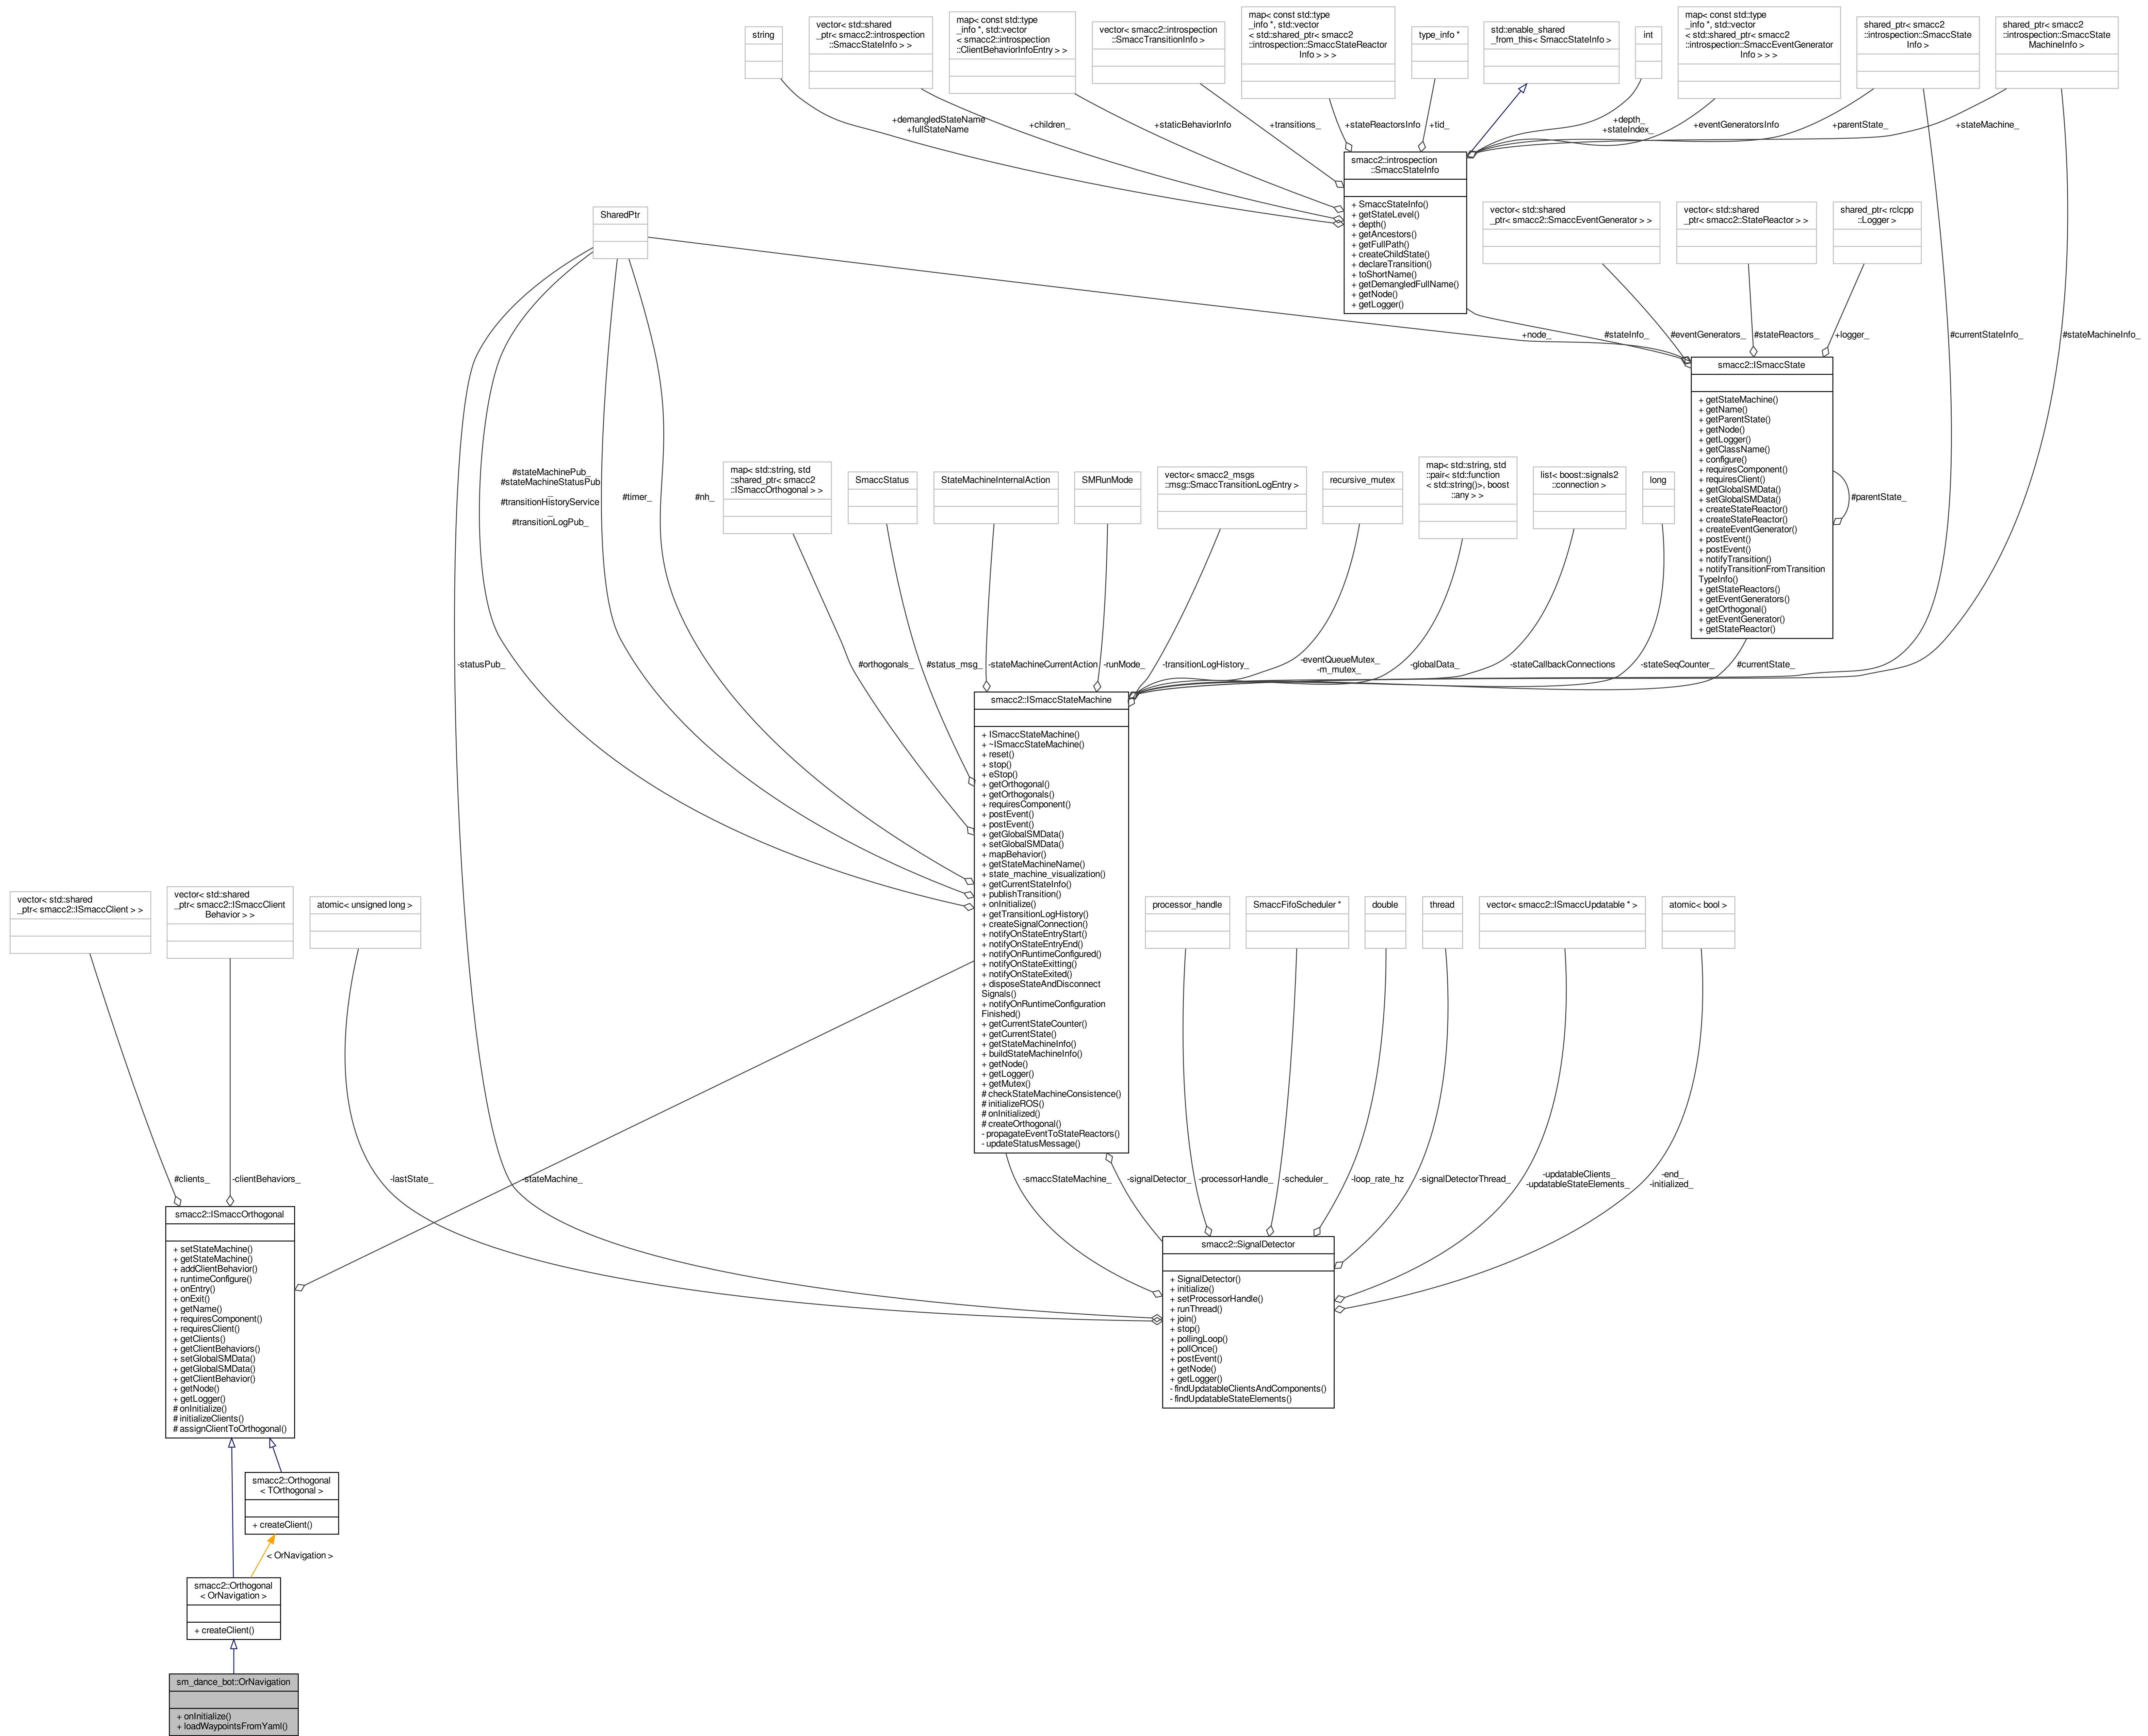 string
vector< std::shared
_ptr< smacc2::introspection
::SmaccStateInfo > >
map< const std::type
_info *, std::vector
< smacc2::introspection
::ClientBehaviorInfoEntry > >
vector< smacc2::introspection
::SmaccTransitionInfo >
map< const std::type
_info *, std::vector
< std::shared_ptr< smacc2
::introspection::SmaccStateReactor
Info > > >
type_info *
std::enable_shared
_from_this< SmaccStateInfo >
int
map< const std::type
_info *, std::vector
< std::shared_ptr< smacc2
::introspection::SmaccEventGenerator
Info > > >
shared_ptr< smacc2
::introspection::SmaccState
Info >
shared_ptr< smacc2
::introspection::SmaccState
MachineInfo >
+demangledStateName
+fullStateName
+children_
+staticBehaviorInfo
+transitions_
+stateReactorsInfo
+tid_
+depth_
+stateIndex_
+eventGeneratorsInfo
+parentState_
+stateMachine_
smacc2::introspection
::SmaccStateInfo
+ SmaccStateInfo()
+ getStateLevel()
+ depth()
+ getAncestors()
+ getFullPath()
+ createChildState()
+ declareTransition()
+ toShortName()
+ getDemangledFullName()
+ getNode()
+ getLogger()
SharedPtr
vector< std::shared
_ptr< smacc2::SmaccEventGenerator > >
vector< std::shared
_ptr< smacc2::StateReactor > >
shared_ptr< rclcpp
::Logger >
+node_
#stateInfo_
#eventGenerators_
#stateReactors_
+logger_
#currentStateInfo_
#stateMachineInfo_
smacc2::ISmaccState
+ getStateMachine()
+ getName()
+ getParentState()
+ getNode()
+ getLogger()
+ getClassName()
+ configure()
+ requiresComponent()
+ requiresClient()
+ getGlobalSMData()
+ setGlobalSMData()
+ createStateReactor()
+ createStateReactor()
+ createEventGenerator()
+ postEvent()
+ postEvent()
+ notifyTransition()
+ notifyTransitionFromTransition
TypeInfo()
+ getStateReactors()
+ getEventGenerators()
+ getOrthogonal()
+ getEventGenerator()
+ getStateReactor()
#parentState_
#stateMachinePub_
#stateMachineStatusPub
_
#transitionHistoryService
_
#transitionLogPub_
#timer_
#nh_
map< std::string, std
::shared_ptr< smacc2
::ISmaccOrthogonal > >
SmaccStatus
StateMachineInternalAction
SMRunMode
vector< smacc2_msgs
::msg::SmaccTransitionLogEntry >
recursive_mutex
map< std::string, std
::pair< std::function
< std::string()>, boost
::any > >
list< boost::signals2
::connection >
long
-statusPub_
#orthogonals_
#status_msg_
-stateMachineCurrentAction
-runMode_
-transitionLogHistory_
-eventQueueMutex_
-m_mutex_
-globalData_
-stateCallbackConnections
-stateSeqCounter_
#currentState_
smacc2::ISmaccStateMachine
+ ISmaccStateMachine()
+ ~ISmaccStateMachine()
+ reset()
+ stop()
+ eStop()
+ getOrthogonal()
+ getOrthogonals()
+ requiresComponent()
+ postEvent()
+ postEvent()
+ getGlobalSMData()
+ setGlobalSMData()
+ mapBehavior()
+ getStateMachineName()
+ state_machine_visualization()
+ getCurrentStateInfo()
+ publishTransition()
+ onInitialize()
+ getTransitionLogHistory()
+ createSignalConnection()
+ notifyOnStateEntryStart()
+ notifyOnStateEntryEnd()
+ notifyOnRuntimeConfigured()
+ notifyOnStateExitting()
+ notifyOnStateExited()
+ disposeStateAndDisconnect
Signals()
+ notifyOnRuntimeConfiguration
Finished()
+ getCurrentStateCounter()
+ getCurrentState()
+ getStateMachineInfo()
+ buildStateMachineInfo()
+ getNode()
+ getLogger()
+ getMutex()
# checkStateMachineConsistence()
# initializeROS()
# onInitialized()
# createOrthogonal()
- propagateEventToStateReactors()
- updateStatusMessage()
vector< std::shared
_ptr< smacc2::ISmaccClient > >
vector< std::shared
_ptr< smacc2::ISmaccClient
Behavior > >
atomic< unsigned long >
processor_handle
SmaccFifoScheduler *
double
thread
vector< smacc2::ISmaccUpdatable * >
atomic< bool >
#clients_
-clientBehaviors_
-lastState_
-stateMachine_
-smaccStateMachine_
-signalDetector_
-processorHandle_
-scheduler_
-loop_rate_hz
-signalDetectorThread_
-updatableClients_
-updatableStateElements_
-end_
-initialized_
smacc2::ISmaccOrthogonal
+ setStateMachine()
+ getStateMachine()
+ addClientBehavior()
+ runtimeConfigure()
+ onEntry()
+ onExit()
+ getName()
+ requiresComponent()
+ requiresClient()
+ getClients()
+ getClientBehaviors()
+ setGlobalSMData()
+ getGlobalSMData()
+ getClientBehavior()
+ getNode()
+ getLogger()
# onInitialize()
# initializeClients()
# assignClientToOrthogonal()
smacc2::SignalDetector
+ SignalDetector()
+ initialize()
+ setProcessorHandle()
+ runThread()
+ join()
+ stop()
+ pollingLoop()
+ pollOnce()
+ postEvent()
+ getNode()
+ getLogger()
- findUpdatableClientsAndComponents()
- findUpdatableStateElements()
smacc2::Orthogonal
< TOrthogonal >
+ createClient()
< OrNavigation >
smacc2::Orthogonal
< OrNavigation >
+ createClient()
sm_dance_bot::OrNavigation
+ onInitialize()
+ loadWaypointsFromYaml()